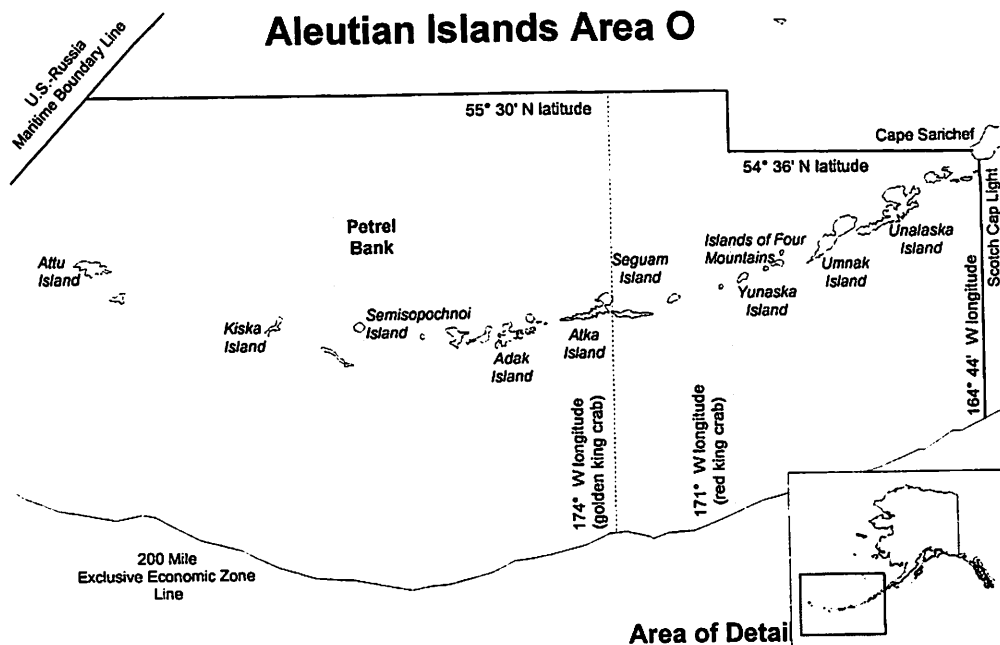 Aleutian Islands Area O
U.S.-Russia
Maritime Boundary Line
55° 30' N latitude
Cape Sarichef
54° 36' N latitude
Scotch Cap Light
164° 44' W longitude
Petrel
Bank
Attu
Island
Kiska
Island
Semisopochnoi
Island
Adak
Island
Atka
Island
Seguam
Island
Islands of Four
Mountains
Yunaska
Island
Umnak
Island
Unalaska
Island
174° W longitude
(golden king crab)
171° W longitude
(red king crab)
200 Mile
Exclusive Economic Zone
Line
Area of Detail